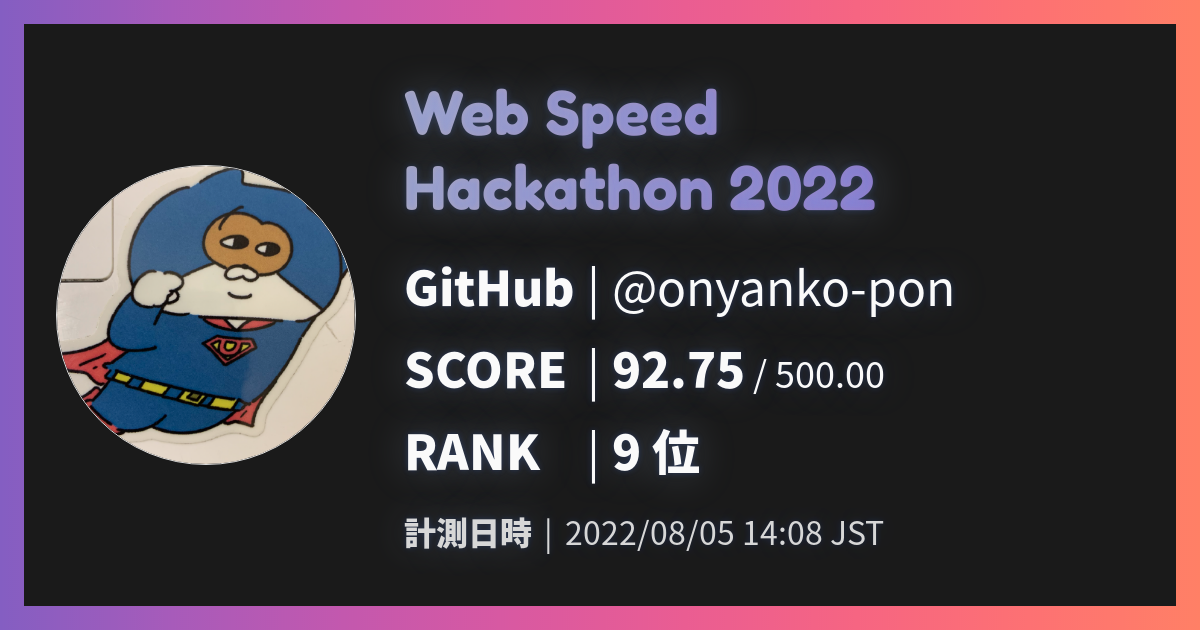 Web Speed
Hackathon 2022
GitHub | @onyanko-pon
SCORE | 92.75 / 500.00
RANK | 9 位
計測日時 | 2022/08/05 14:08 JST